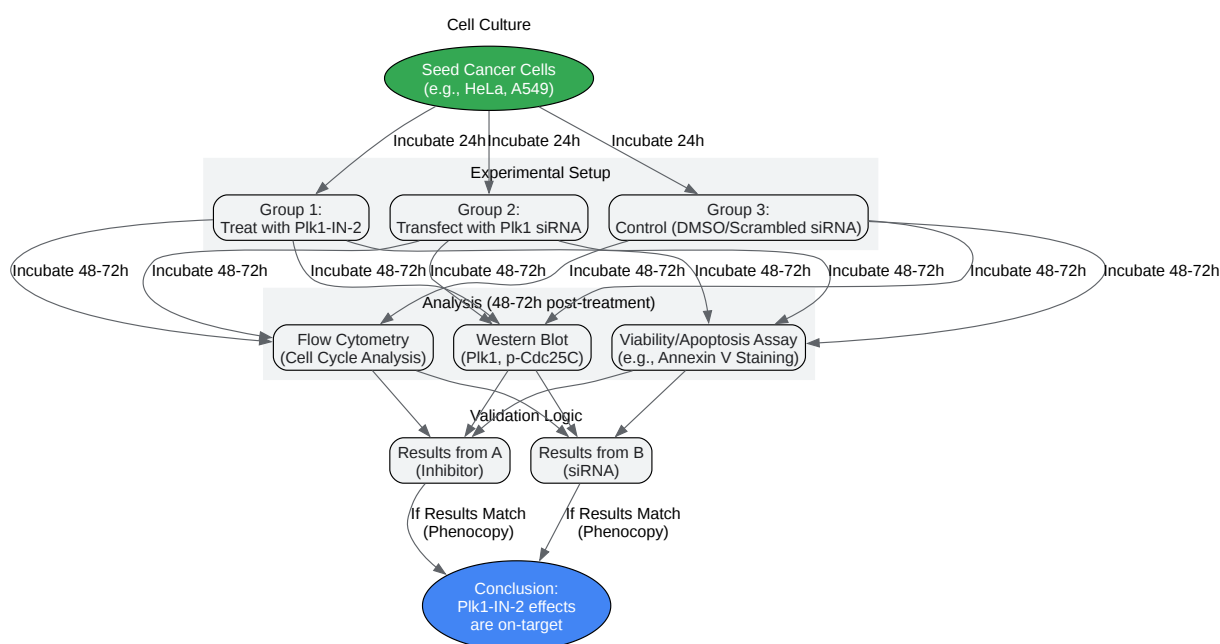 Cell Culture
Seed Cancer Cells
(e.g., HeLa, A549)
Incubate 24h
Incubate 24h
Incubate 24h
Experimental Setup
Group 1:
Treat with Plk1-IN-2
Group 2:
Transfect with Plk1 siRNA
Group 3:
Control (DMSO/Scrambled siRNA)
Incubate 48-72h
Incubate 48-72h
Incubate 48-72h
Incubate 48-72h
Incubate 48-72h
Incubate 48-72h
Incubate 48-72h
Incubate 48-72h
Incubate 48-72h
Analysis (48-72h post-treatment)
Flow Cytometry
(Cell Cycle Analysis)
Western Blot
(Plk1, p-Cdc25C)
Viability/Apoptosis Assay
(e.g., Annexin V Staining)
Validation Logic
Results from A
(Inhibitor)
Results from B
(siRNA)
If Results Match
(Phenocopy)
If Results Match
(Phenocopy)
Conclusion:
Plk1-IN-2 effects
are on-target